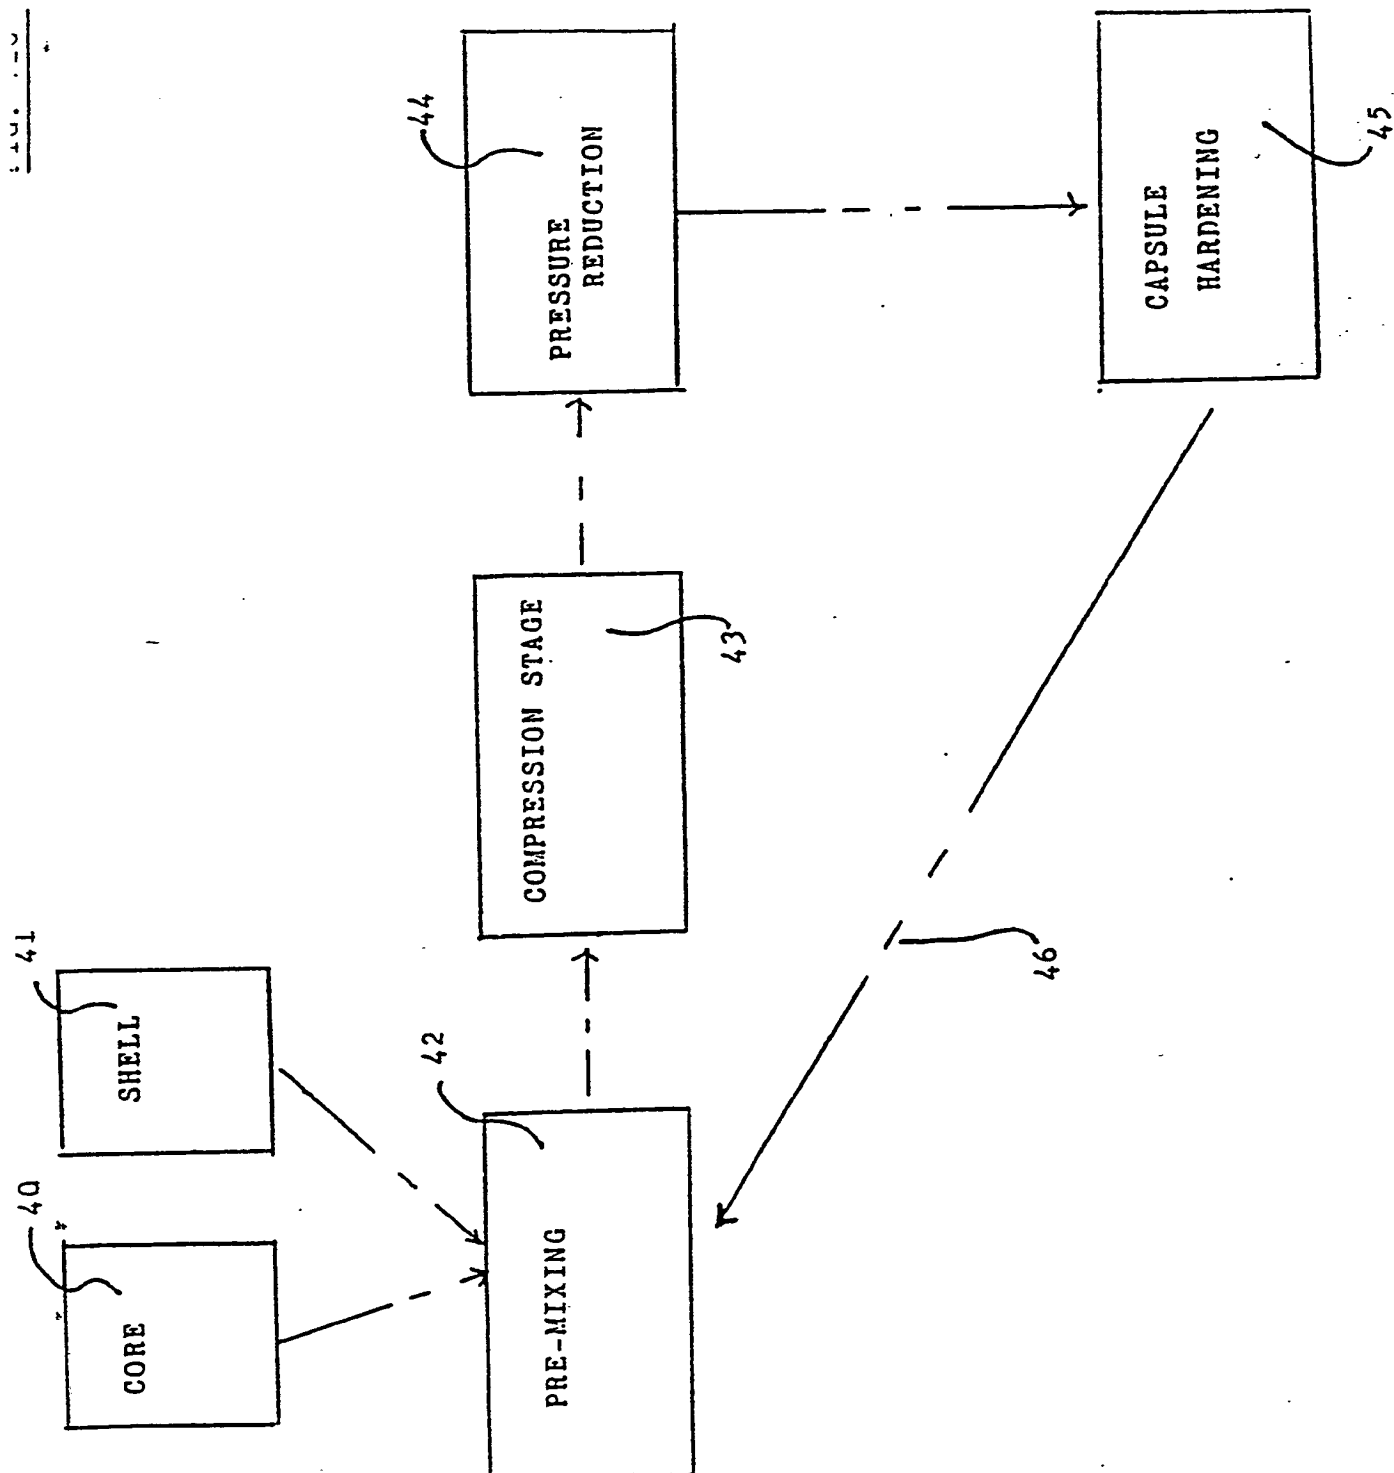 40
CORE
41
SHELL
42
PRE-MIXING
43
COMPRESSION STAGE
44
PRESSURE
REDUCTION
45
CAPSULE
HARDENING
46